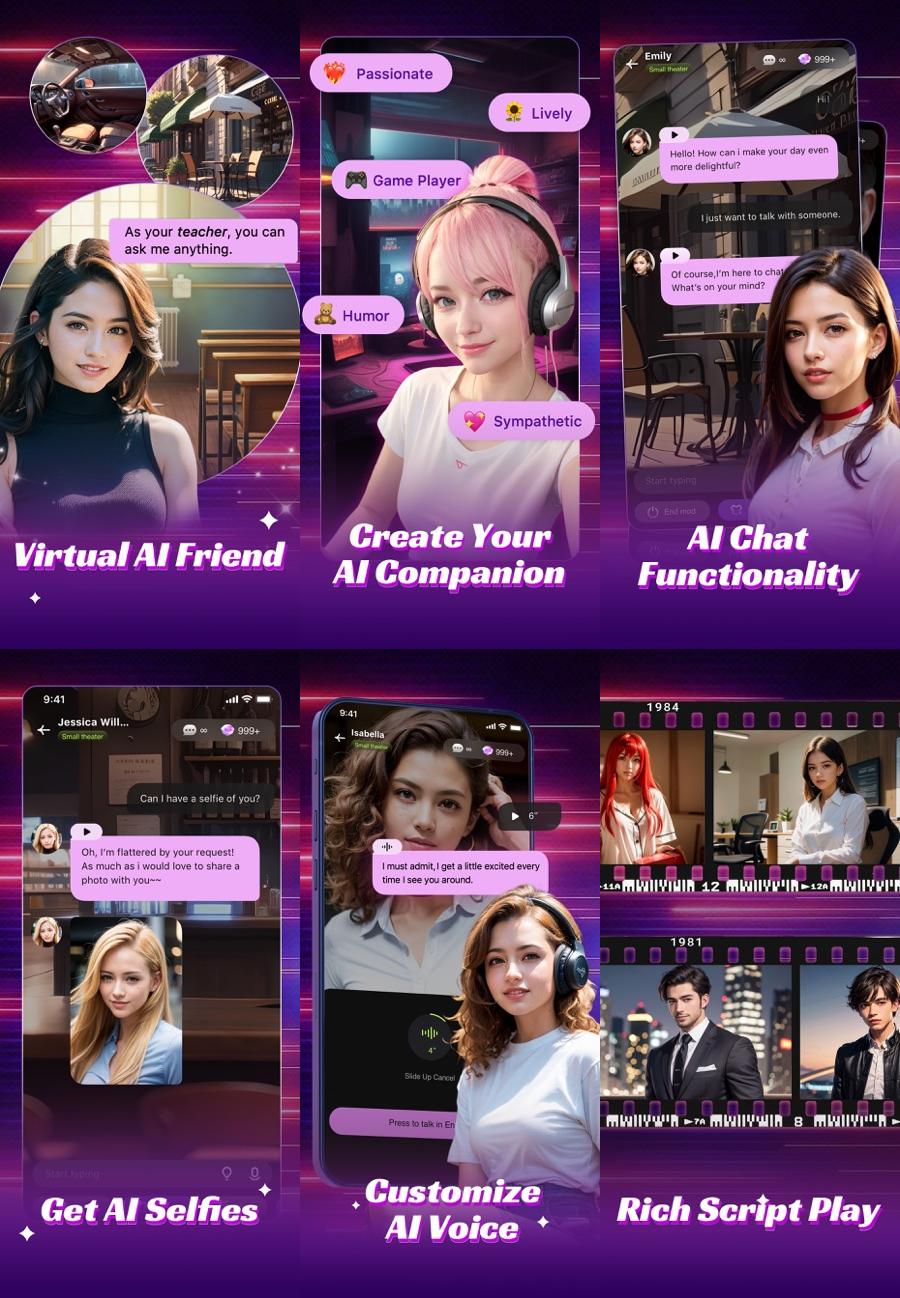 As your teacher, you can
ask me anything.
Virtual AI Friend
Passionate
Lively
Game Player
Humor
Sympathetic
Create Your
AI Companion
Emily
Small theater
∞
999+
Hi!
Hello! How can i make your day even
more delightful?
I just want to talk with someone.
Of course,I'm here to chat
What's on your mind?
Start typing
End mod
AI Chat
Functionality
9:41
Jessica Will...
Small theater
∞
999+
Can I have a selfie of you?
Oh, I'm flattered by your request!
As much as i would love to share a
photo with you~~
Start typing
Get AI Selfies
9:41
Isabella
Small theater
∞
999+
6"
I must admit,I get a little excited every
time I see you around.
4"
Slide Up Cancel
Press to talk in En
Customize
AI Voice
1984
11A
12
12A
1981
7A
8
Rich Script Play